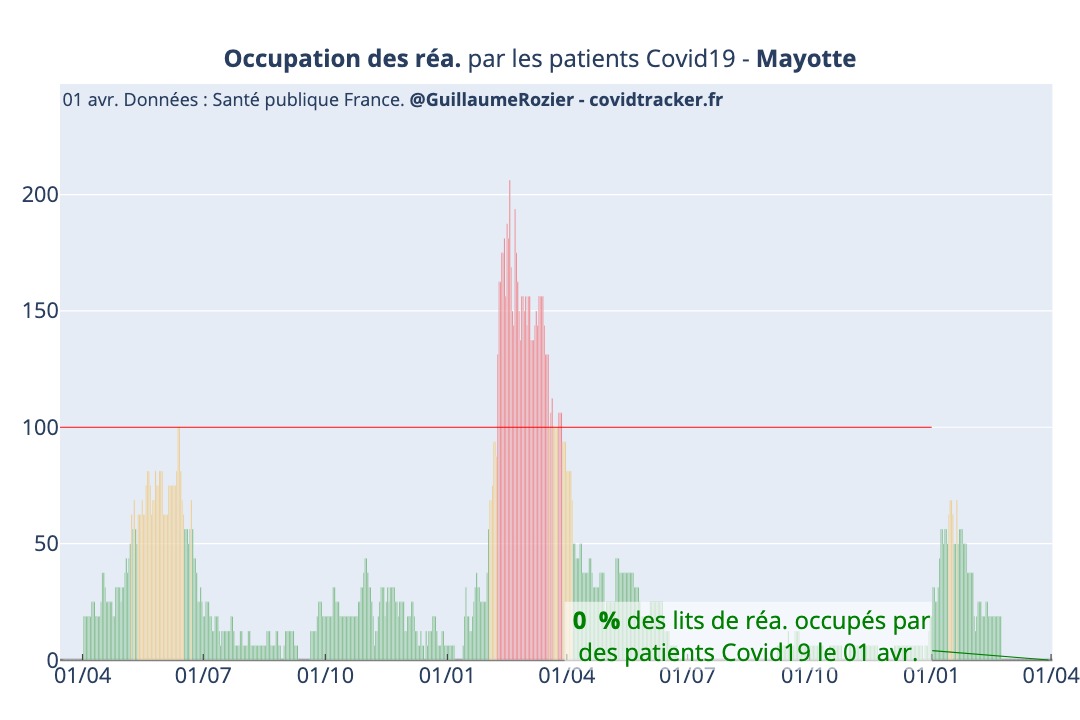 Occupation des réa. par les patients Covid19 - Mayotte
01 avr. Données : Santé publique France. @GuillaumeRozier - covidtracker.fr
200
150
100
50
0
0 % des lits de réa. occupés par
des patients Covid19 le 01 avr.
01/04 01/07 01/10 01/01 01/04 01/07 01/10 01/01 01/04